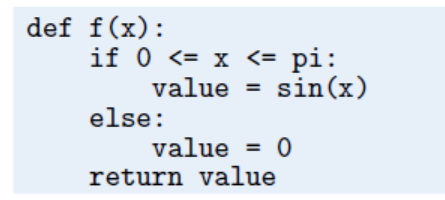 def f(x):
    if 0 <= x <= pi:
        value = sin(x)
    else:
        value = 0
    return value